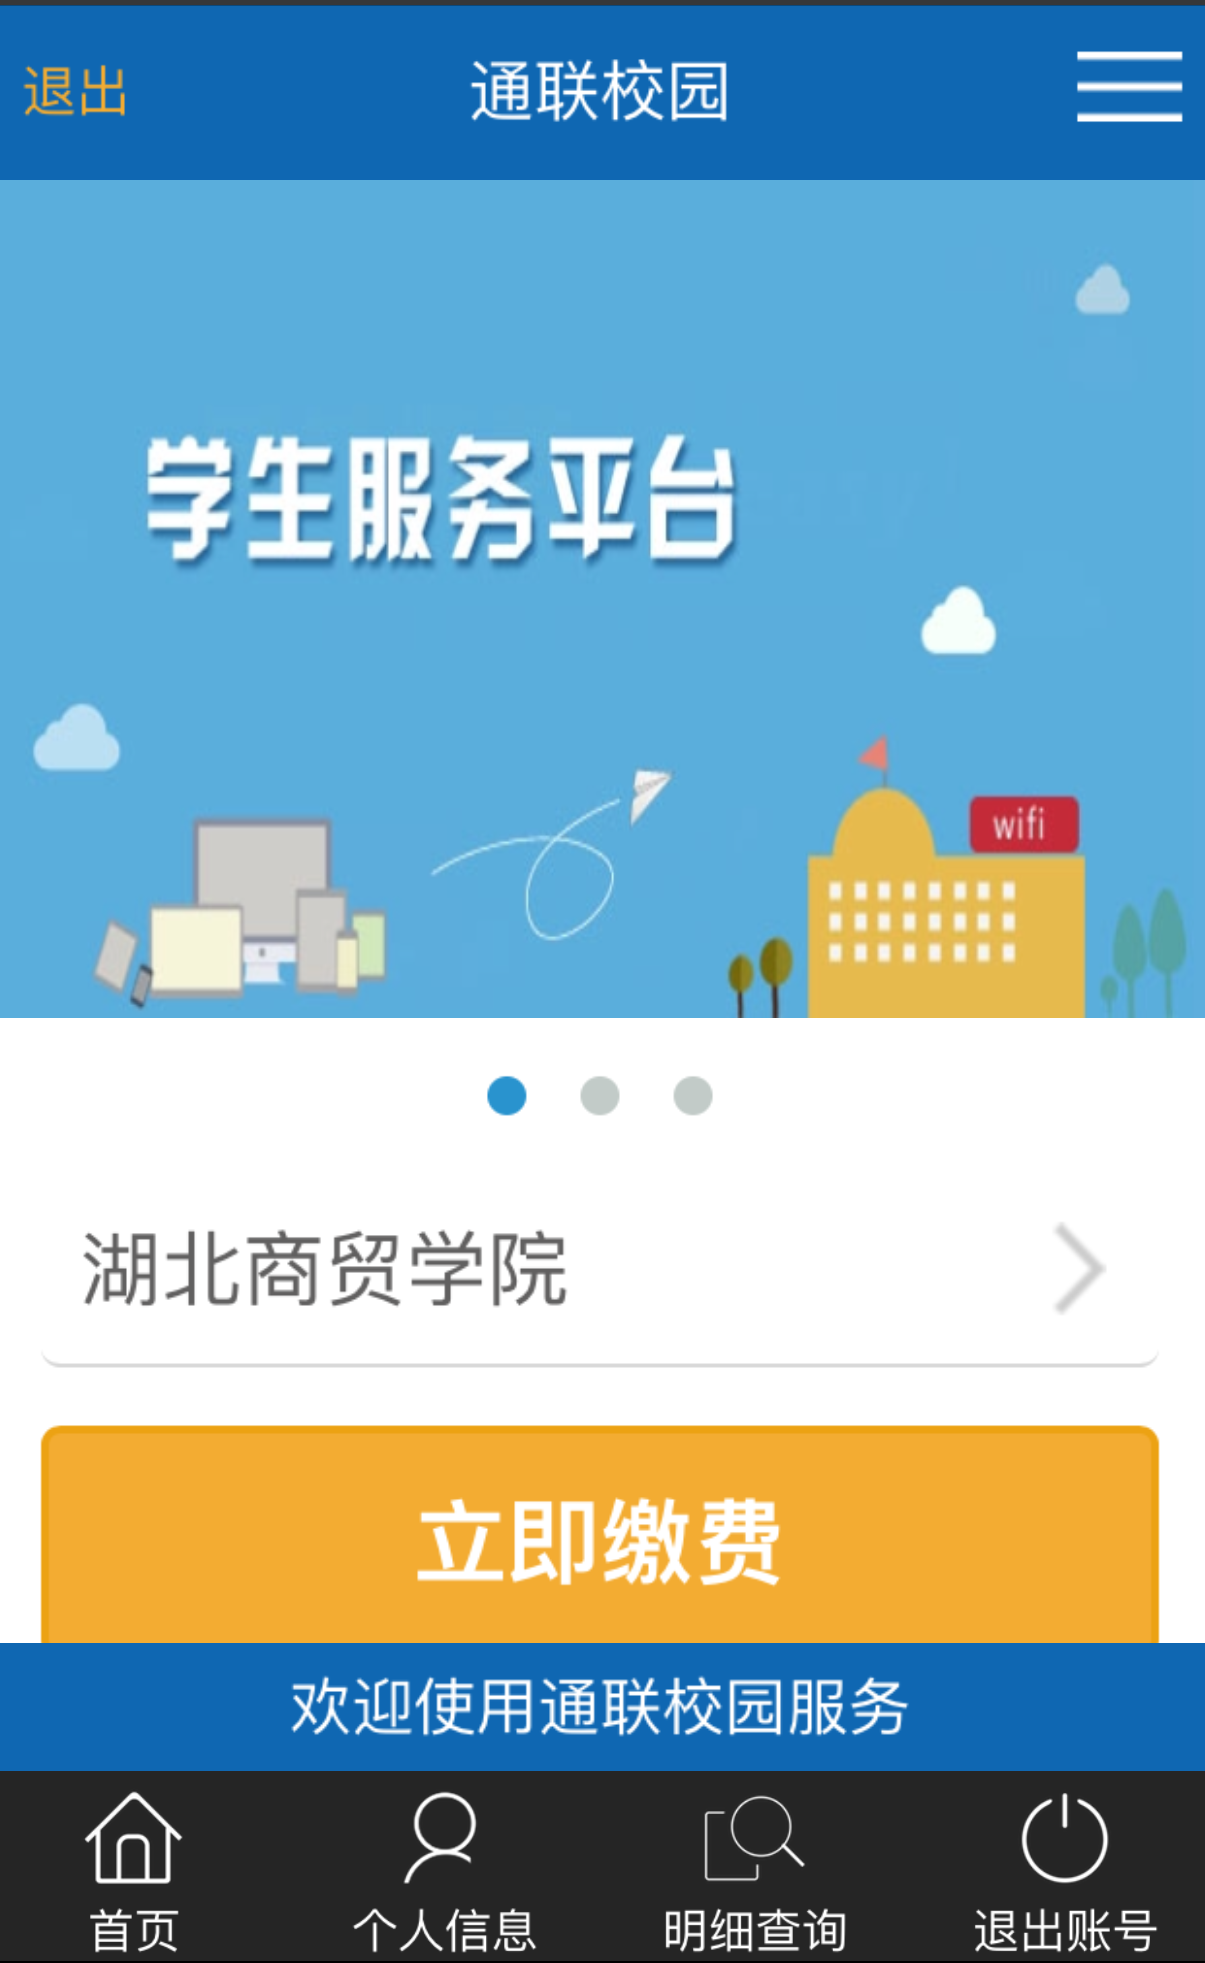 退出
通联校园
学生服务平台
wifi
湖北商贸学院
立即缴费
欢迎使用通联校园服务
首页
个人信息
明细查询
退出账号